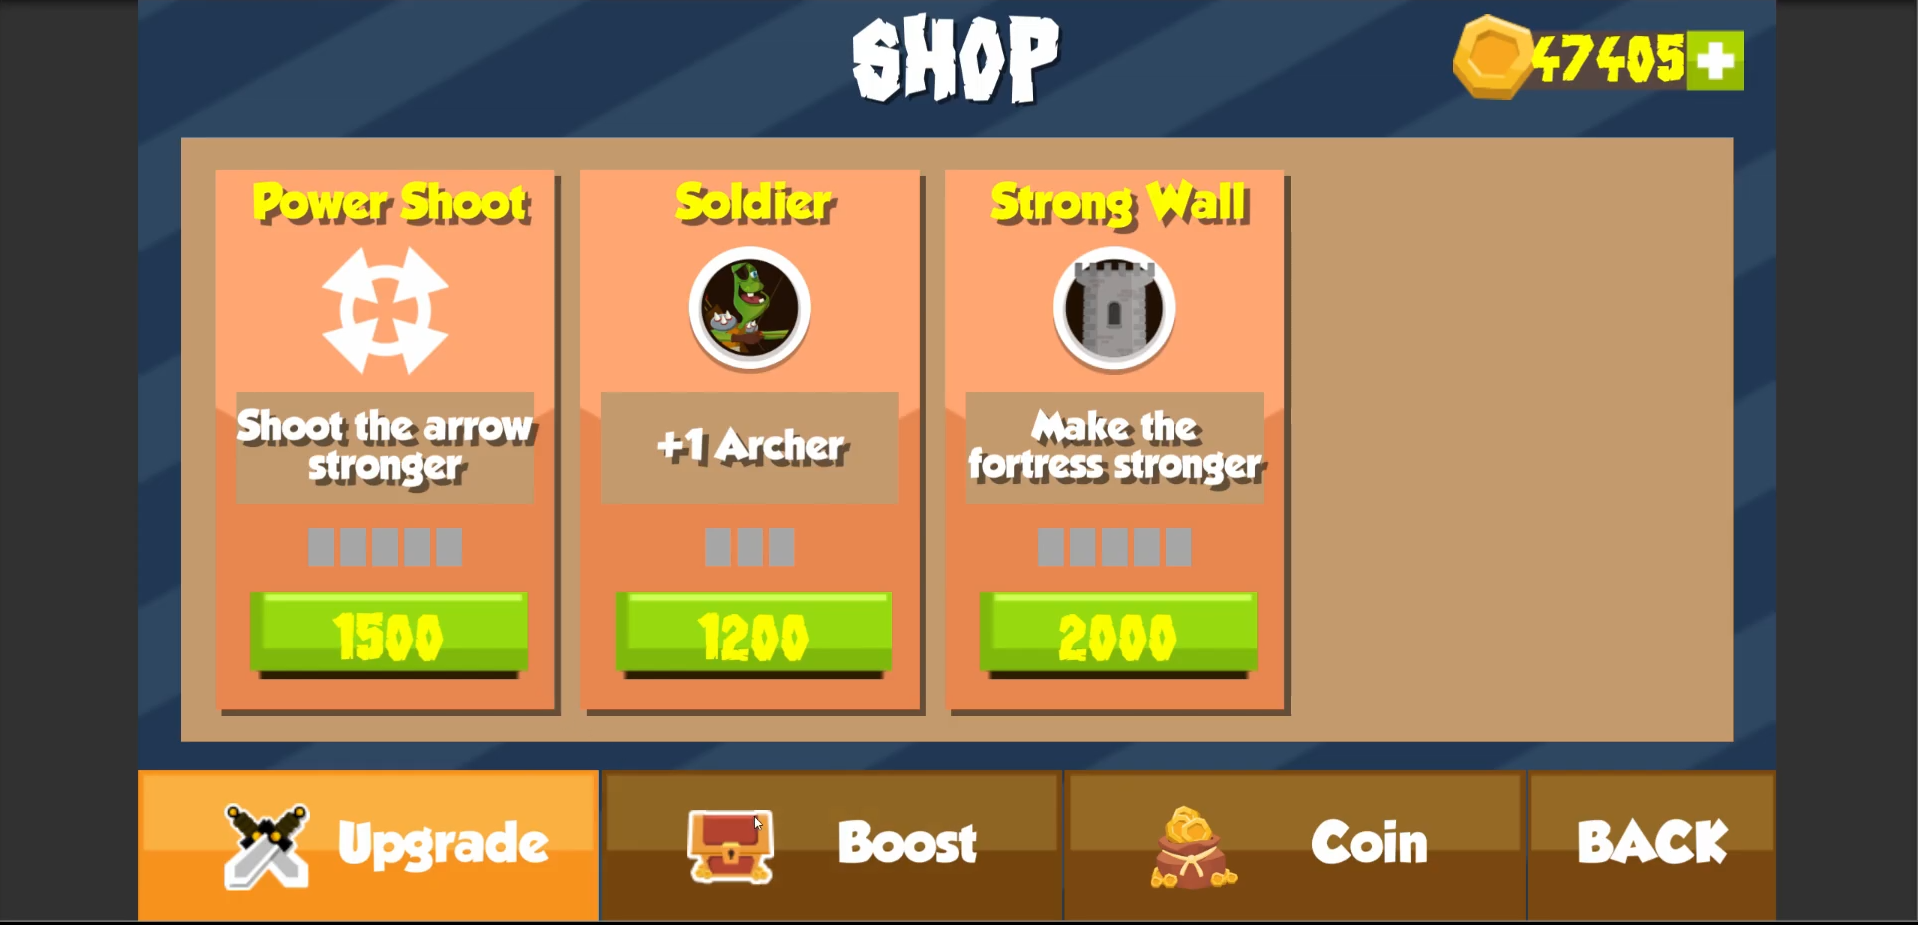 SHOP
47405
Power Shoot
Shoot the arrow
stronger
1500
Soldier
+1 Archer
1200
Strong Wall
Make the
fortress stronger
2000
Upgrade
Boost
Coin
BACK